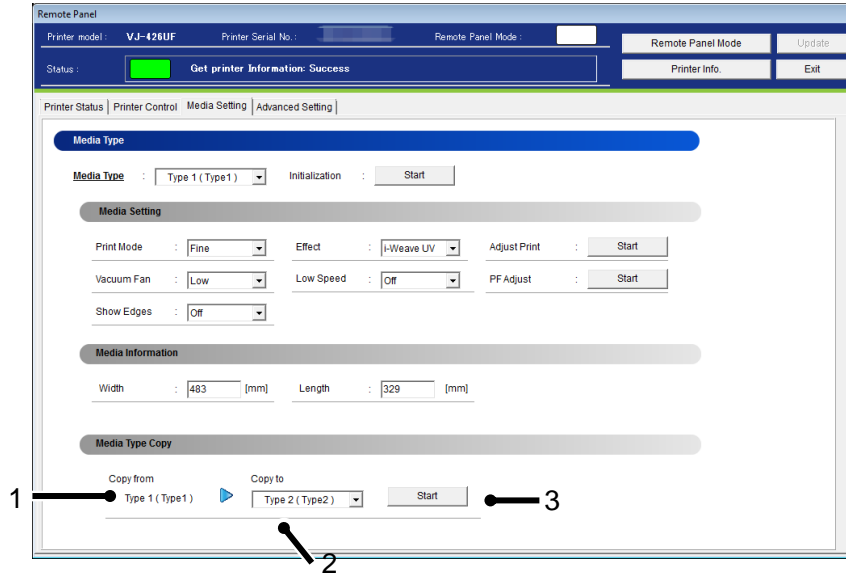 Remote Panel
Printer model : VJ-426UF Printer Serial No. : Remote Panel Mode :
Remote Panel Mode Update
Status : Get printer Information: Success
Printer Info. Exit
Printer Status Printer Control Media Setting Advanced Setting
Media Type
Media Type : Type 1 ( Type1 ) Initialization : Start
Media Setting
Print Mode : Fine Effect : i-Weave UV Adjust Print : Start
Vacuum Fan : Low Low Speed : Off PF Adjust : Start
Show Edges : Off
Media Information
Width : 483 [mm] Length : 329 [mm]
Media Type Copy
Copy from Copy to
1 Type 1 ( Type1 ) Type 2 ( Type2 ) Start 3
2